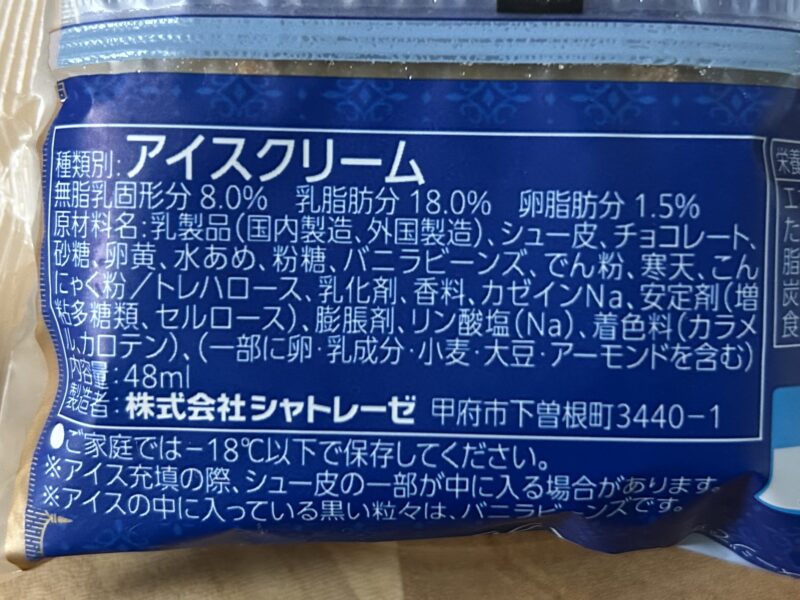 種類別:アイスクリーム
無脂乳固形分 8.0% 乳脂肪分 18.0% 卵脂肪分 1.5%
原材料名:乳製品(国内製造、外国製造)、シュー皮、チョコレート、
砂糖、卵黄、水あめ、粉糖、バニラビーンズ、でん粉、寒天、こん
にゃく粉/トレハロース、乳化剤、香料、カゼインNa、安定剤(増
粘多糖類、セルロース)、膨脹剤、リン酸塩(Na)、着色料(カラメ
ル、カロテン)、(一部に卵・乳成分・小麦・大豆・アーモンドを含む)
内容量:48ml
製造者:株式会社シャトレーゼ 甲府市下曽根町3440-1
●ご家庭では-18℃以下で保存してください。
※アイス充填の際、シュー皮の一部が中に入る場合があります。
※アイスの中に入っている黒い粒々は、バニラビーンズです。
栄養
エ
た
脂
炭
食